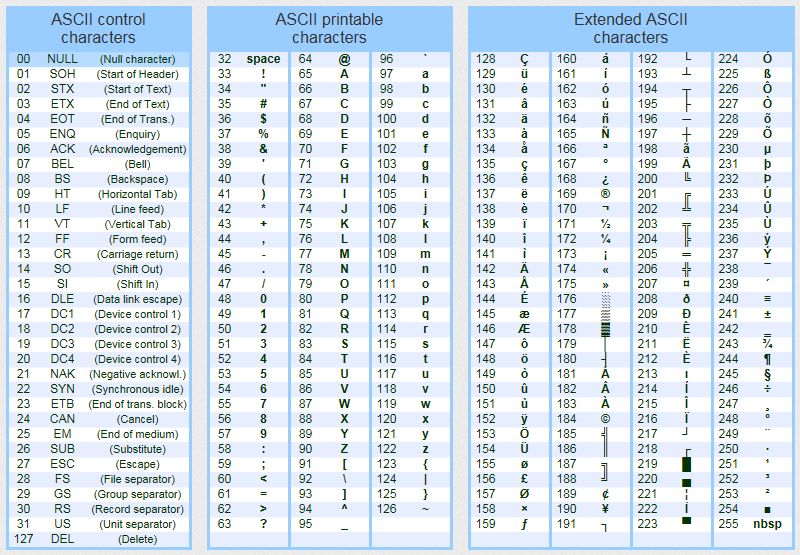 ASCII control
characters
00 NULL (Null character)
01 SOH (Start of Header)
02 STX (Start of Text)
03 ETX (End of Text)
04 EOT (End of Trans.)
05 ENQ (Enquiry)
06 ACK (Acknowledgement)
07 BEL (Bell)
08 BS (Backspace)
09 HT (Horizontal Tab)
10 LF (Line feed)
11 VT (Vertical Tab)
12 FF (Form feed)
13 CR (Carriage return)
14 SO (Shift Out)
15 SI (Shift In)
16 DLE (Data link escape)
17 DC1 (Device control 1)
18 DC2 (Device control 2)
19 DC3 (Device control 3)
20 DC4 (Device control 4)
21 NAK (Negative acknowl.)
22 SYN (Synchronous idle)
23 ETB (End of trans. block)
24 CAN (Cancel)
25 EM (End of medium)
26 SUB (Substitute)
27 ESC (Escape)
28 FS (File separator)
29 GS (Group separator)
30 RS (Record separator)
31 US (Unit separator)
127 DEL (Delete)
ASCII printable
characters
32 space 64 @ 96 `
33 ! 65 A 97 a
34 " 66 B 98 b
35 # 67 C 99 c
36 $ 68 D 100 d
37 % 69 E 101 e
38 & 70 F 102 f
39 ' 71 G 103 g
40 ( 72 H 104 h
41 ) 73 I 105 i
42 * 74 J 106 j
43 + 75 K 107 k
44 , 76 L 108 l
45 - 77 M 109 m
46 . 78 N 110 n
47 / 79 O 111 o
48 0 80 P 112 p
49 1 81 Q 113 q
50 2 82 R 114 r
51 3 83 S 115 s
52 4 84 T 116 t
53 5 85 U 117 u
54 6 86 V 118 v
55 7 87 W 119 w
56 8 88 X 120 x
57 9 89 Y 121 y
58 : 90 Z 122 z
59 ; 91 [ 123 {
60 < 92 \ 124 |
61 = 93 ] 125 }
62 > 94 ^ 126 ~
63 ? 95 _
Extended ASCII
characters
128 Ç 160 á 192 └ 224 Ó
129 ü 161 í 193 ┴ 225 ß
130 é 162 ó 194 ┬ 226 Ô
131 â 163 ú 195 ├ 227 Ò
132 ä 164 ñ 196 ─ 228 õ
133 à 165 Ñ 197 ┼ 229 Õ
134 å 166 ª 198 ã 230 µ
135 ç 167 º 199 Ã 231 þ
136 ê 168 ¿ 200 ╚ 232 Þ
137 ë 169 ® 201 ╔ 233 Ú
138 è 170 ¬ 202 ╩ 234 Û
139 ï 171 ½ 203 ╦ 235 Ù
140 î 172 ¼ 204 ╠ 236 ý
141 ì 173 ¡ 205 ═ 237 Ý
142 Ä 174 « 206 ╬ 238 ¯
143 Å 175 » 207 ¤ 239 ´
144 É 176 ░ 208 ð 240 ≡
145 æ 177 ▒ 209 Ð 241 ±
146 Æ 178 ▓ 210 Ê 242 ‗
147 ô 179 │ 211 Ë 243 ¾
148 ö 180 ┤ 212 È 244 ¶
149 ò 181 Á 213 ı 245 §
150 û 182 Â 214 Í 246 ÷
151 ù 183 À 215 Î 247 ¸
152 ÿ 184 © 216 Ï 248 °
153 Ö 185 ╣ 217 ┘ 249 ¨
154 Ü 186 ║ 218 ┌ 250 ·
155 ø 187 ╗ 219 █ 251 ¹
156 £ 188 ╝ 220 ▄ 252 ³
157 Ø 189 ¢ 221 ¦ 253 ²
158 × 190 ¥ 222 Ì 254 ■
159 ƒ 191 ┐ 223 ▀ 255 nbsp